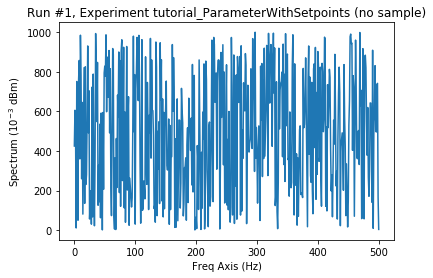 Run #1, Experiment tutorial_ParameterWithSetpoints (no sample)
1000
800
600
400
200
0
Spectrum (10⁻³ dBm)
0 100 200 300 400 500
Freq Axis (Hz)